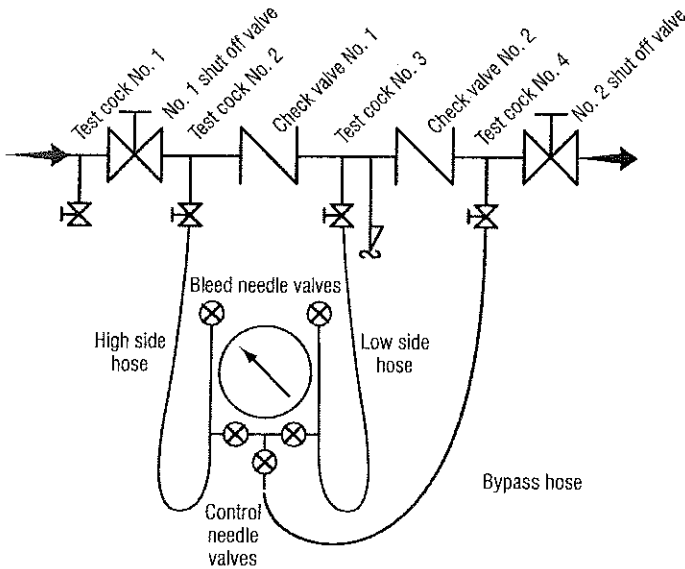 Test cock No. 1
No. 1 shut off valve
Test cock No. 2
Check valve No. 1
Test cock No. 3
Check valve No. 2
Test cock No. 4
No. 2 shut off valve
Bleed needle valves
High side
hose
Low side
hose
Bypass hose
Control
needle
valves